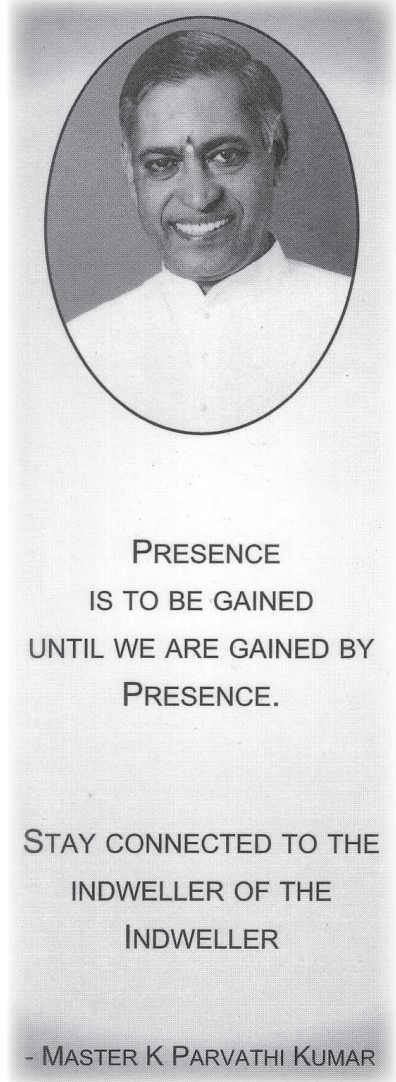 PRESENCE
IS TO BE GAINED
UNTIL WE ARE GAINED BY
PRESENCE.
STAY CONNECTED TO THE
INDWELLER OF THE
INDWELLER
- MASTER K PARVATHI KUMAR